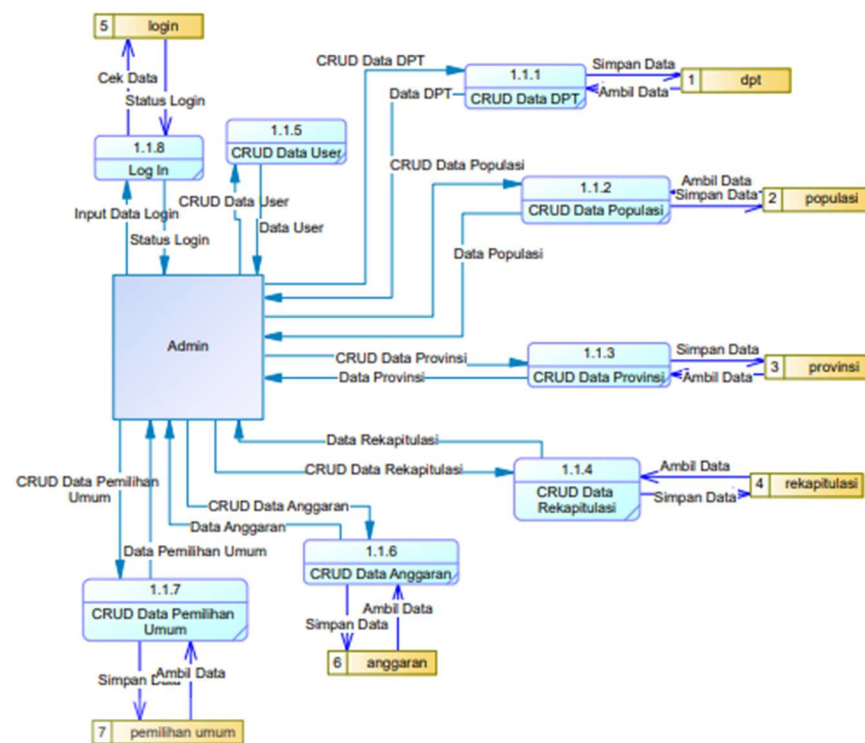 5 login
Cek Data
Status Login
1.1.8
Log In
Input Data Login
Status Login
1.1.5
CRUD Data User
CRUD Data User
Data User
CRUD Data DPT
Data DPT
1.1.1
CRUD Data DPT
Simpan Data
Ambil Data
1 dpt
CRUD Data Populasi
Data Populasi
1.1.2
CRUD Data Populasi
Ambil Data
Simpan Data
2 populasi
Admin
CRUD Data Provinsi
Data Provinsi
1.1.3
CRUD Data Provinsi
Simpan Data
Ambil Data
3 provinsi
Data Rekapitulasi
CRUD Data Rekapitulasi
1.1.4
CRUD Data
Rekapitulasi
Ambil Data
Simpan Data
4 rekapitulasi
CRUD Data Pemilihan
Umum
Data Pemilihan Umum
CRUD Data Anggaran
Data Anggaran
1.1.6
CRUD Data Anggaran
Simpan Data
Ambil Data
6 anggaran
1.1.7
CRUD Data Pemilihan
Umum
Simpan Data
Ambil Data
7 pemilihan umum